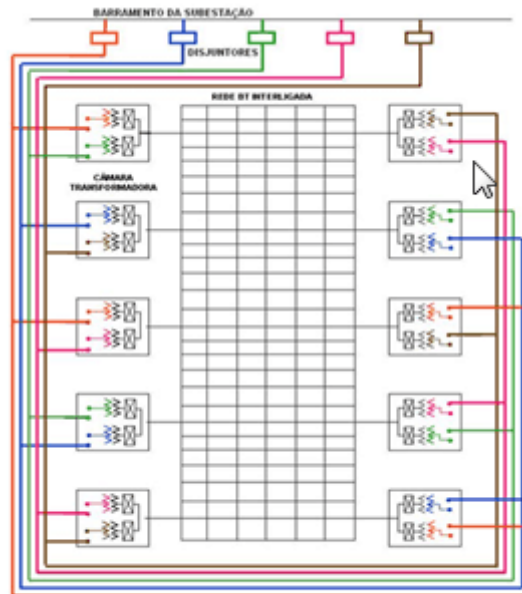 BARRAMENTO DA SUBESTAÇÃO
DISJUNTORES
REDE BT INTERLIGADA
CÂMARA
TRANSFORMADORA